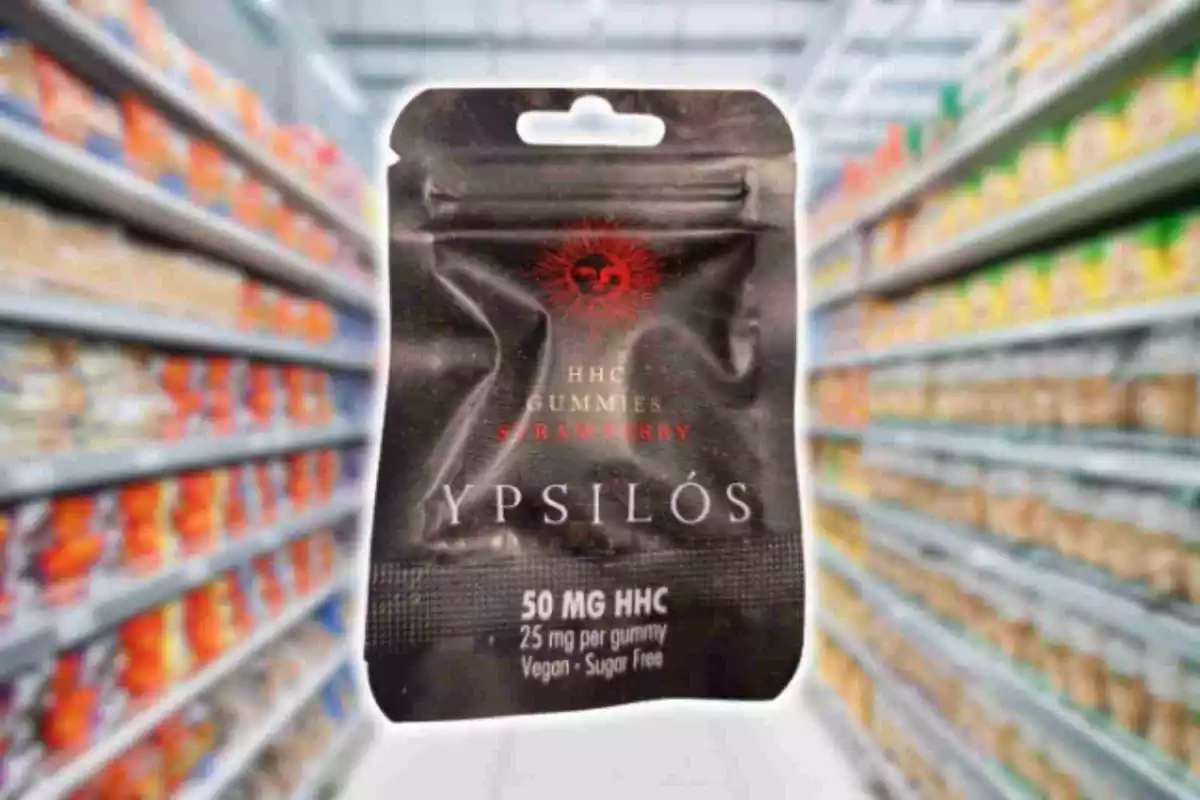 HHC
GUMMIES
STRAWBERRY
YPSILÓS
50 MG HHC
25 mg per gummy
Vegan - Sugar Free